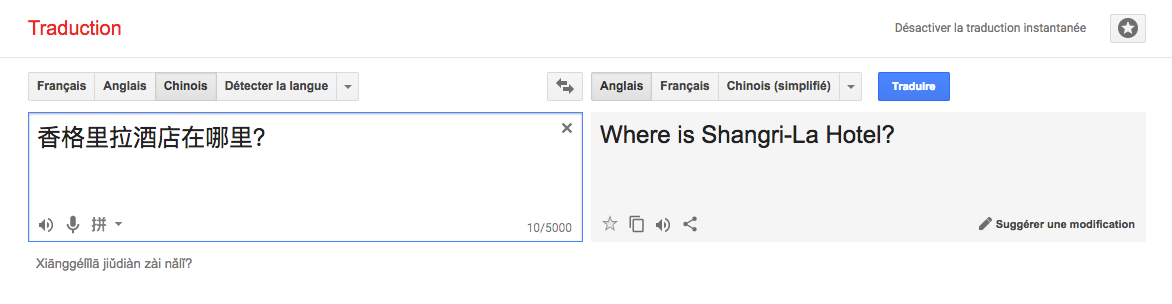 Traduction
Désactiver la traduction instantanée
Français Anglais Chinois Détecter la langue
Anglais Français Chinois (simplifié) Traduire
香格里拉酒店在哪里?
Where is Shangri-La Hotel?
拼
10/5000
Suggérer une modification
Xiānggélǐlā jiǔdiàn zài nǎlǐ?